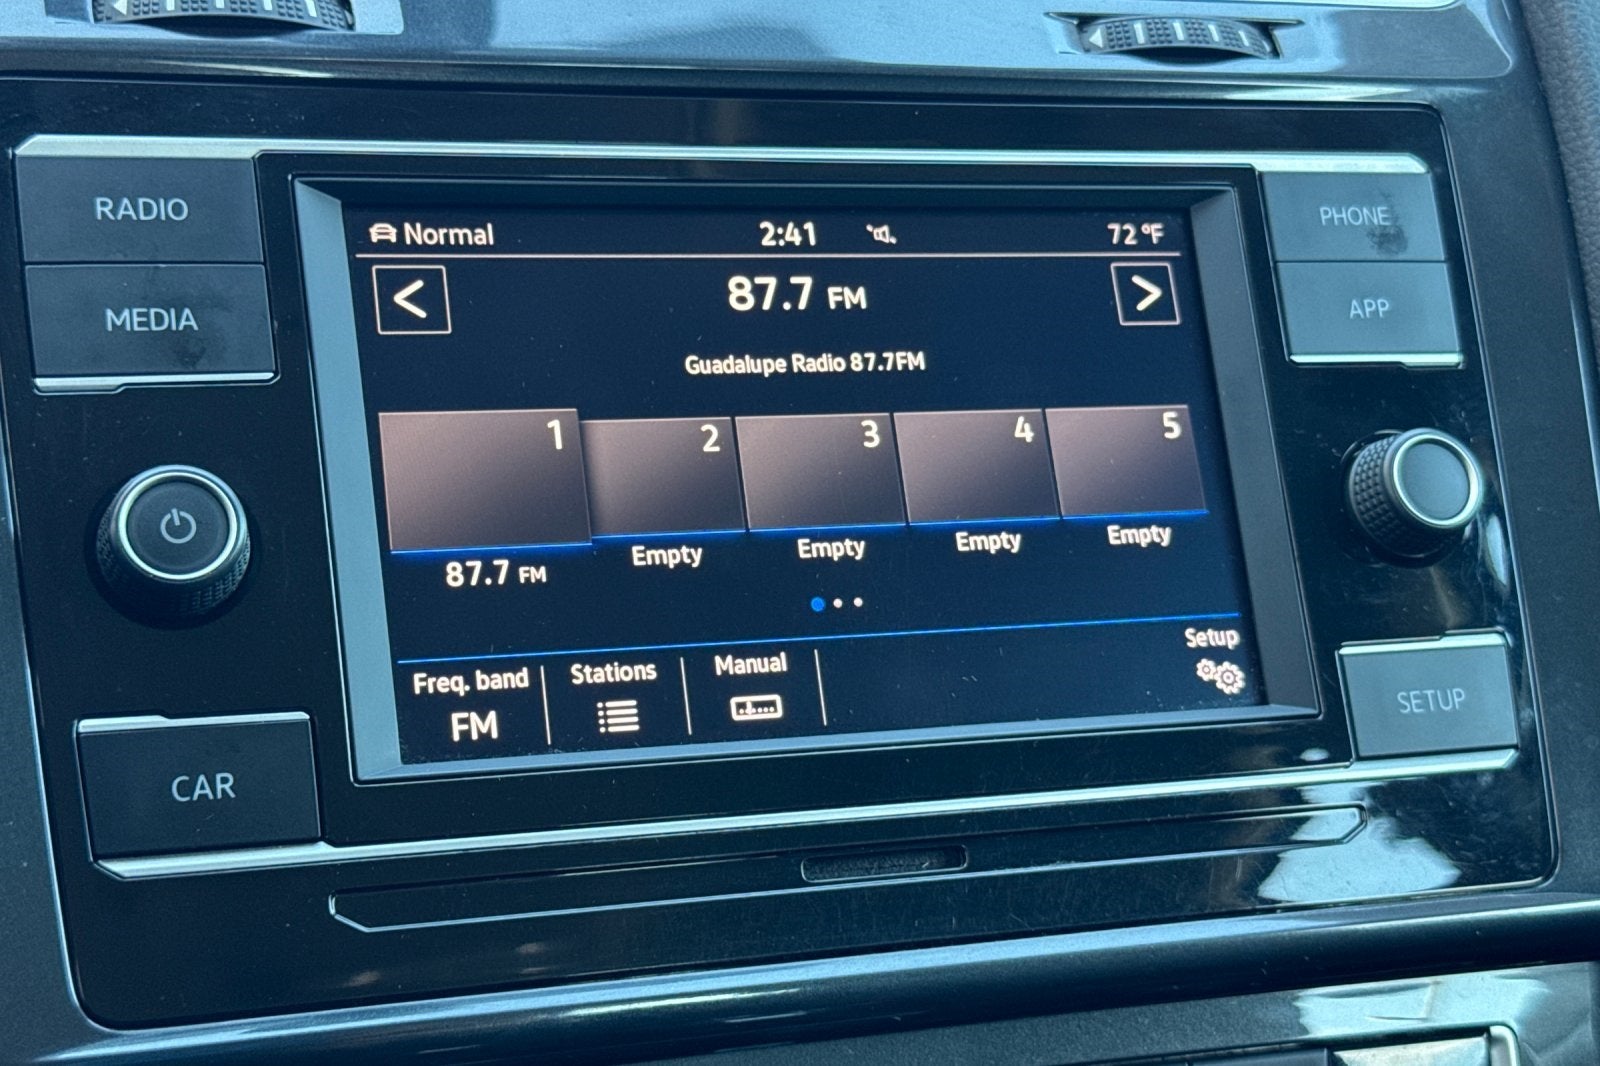 RADIO
MEDIA
CAR
Normal
2:41
72 °F
<
87.7 FM
>
Guadalupe Radio 87.7FM
1
2
3
4
5
87.7 FM
Empty
Empty
Empty
Empty
Freq. band
FM
Stations
Manual
Setup
PHONE
APP
SETUP